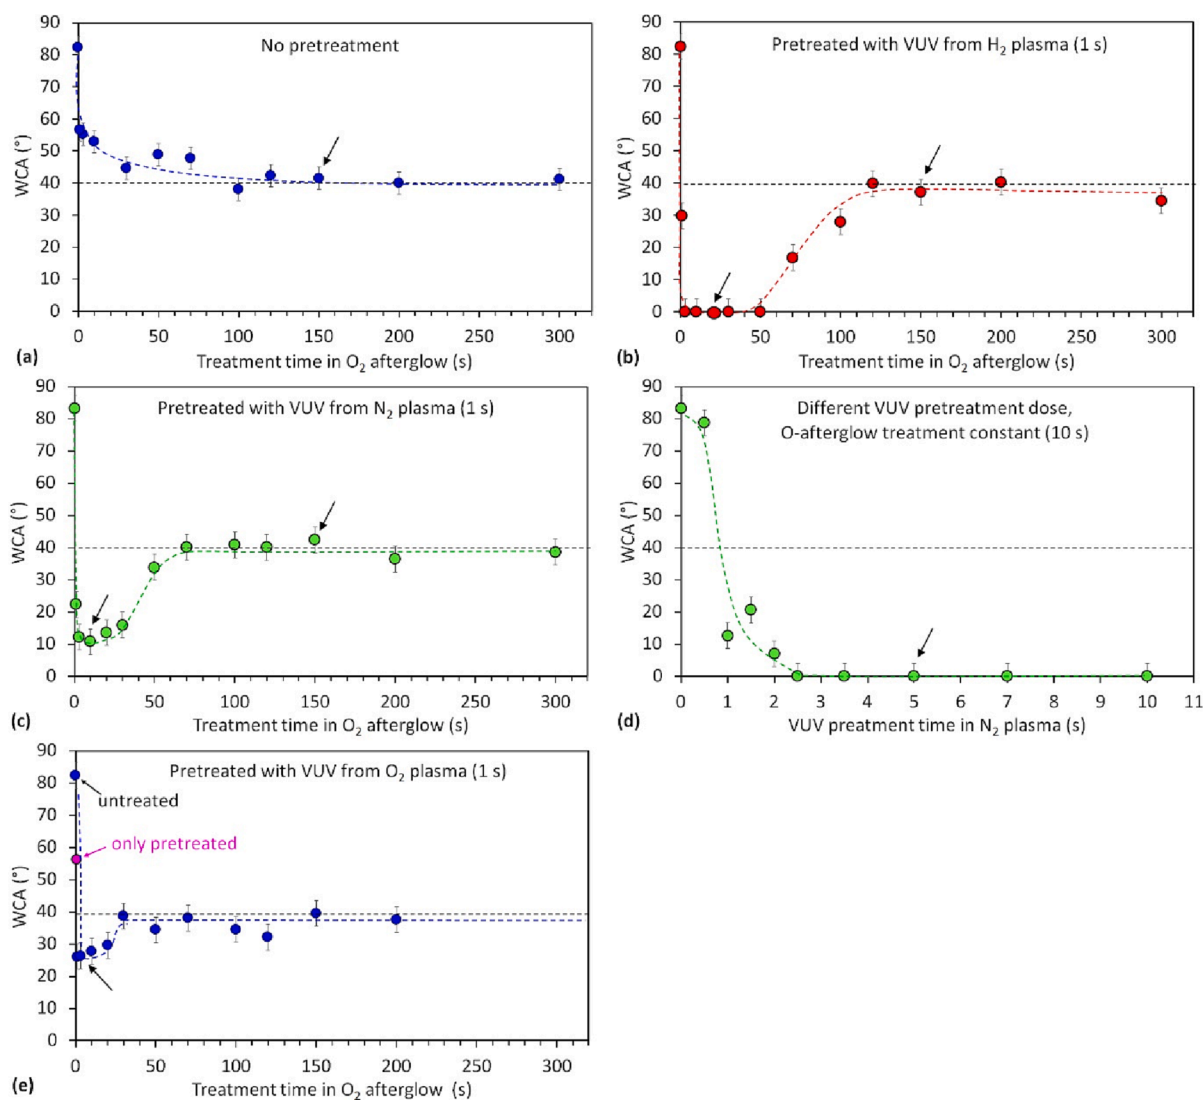 No pretreatment
WCA (°)
90
80
70
60
50
40
30
20
10
0
0 50 100 150 200 250 300
(a) Treatment time in O₂ afterglow (s)
Pretreated with VUV from H₂ plasma (1 s)
WCA (°)
90
80
70
60
50
40
30
20
10
0
0 50 100 150 200 250 300
(b) Treatment time in O₂ afterglow (s)
Pretreated with VUV from N₂ plasma (1 s)
WCA (°)
90
80
70
60
50
40
30
20
10
0
0 50 100 150 200 250 300
(c) Treatment time in O₂ afterglow (s)
Different VUV pretreatment dose,
O-afterglow treatment constant (10 s)
WCA (°)
90
80
70
60
50
40
30
20
10
0
0 1 2 3 4 5 6 7 8 9 10 11
(d) VUV preatment time in N₂ plasma (s)
Pretreated with VUV from O₂ plasma (1 s)
untreated
only pretreated
WCA (°)
90
80
70
60
50
40
30
20
10
0
0 50 100 150 200 250 300
(e) Treatment time in O₂ afterglow (s)